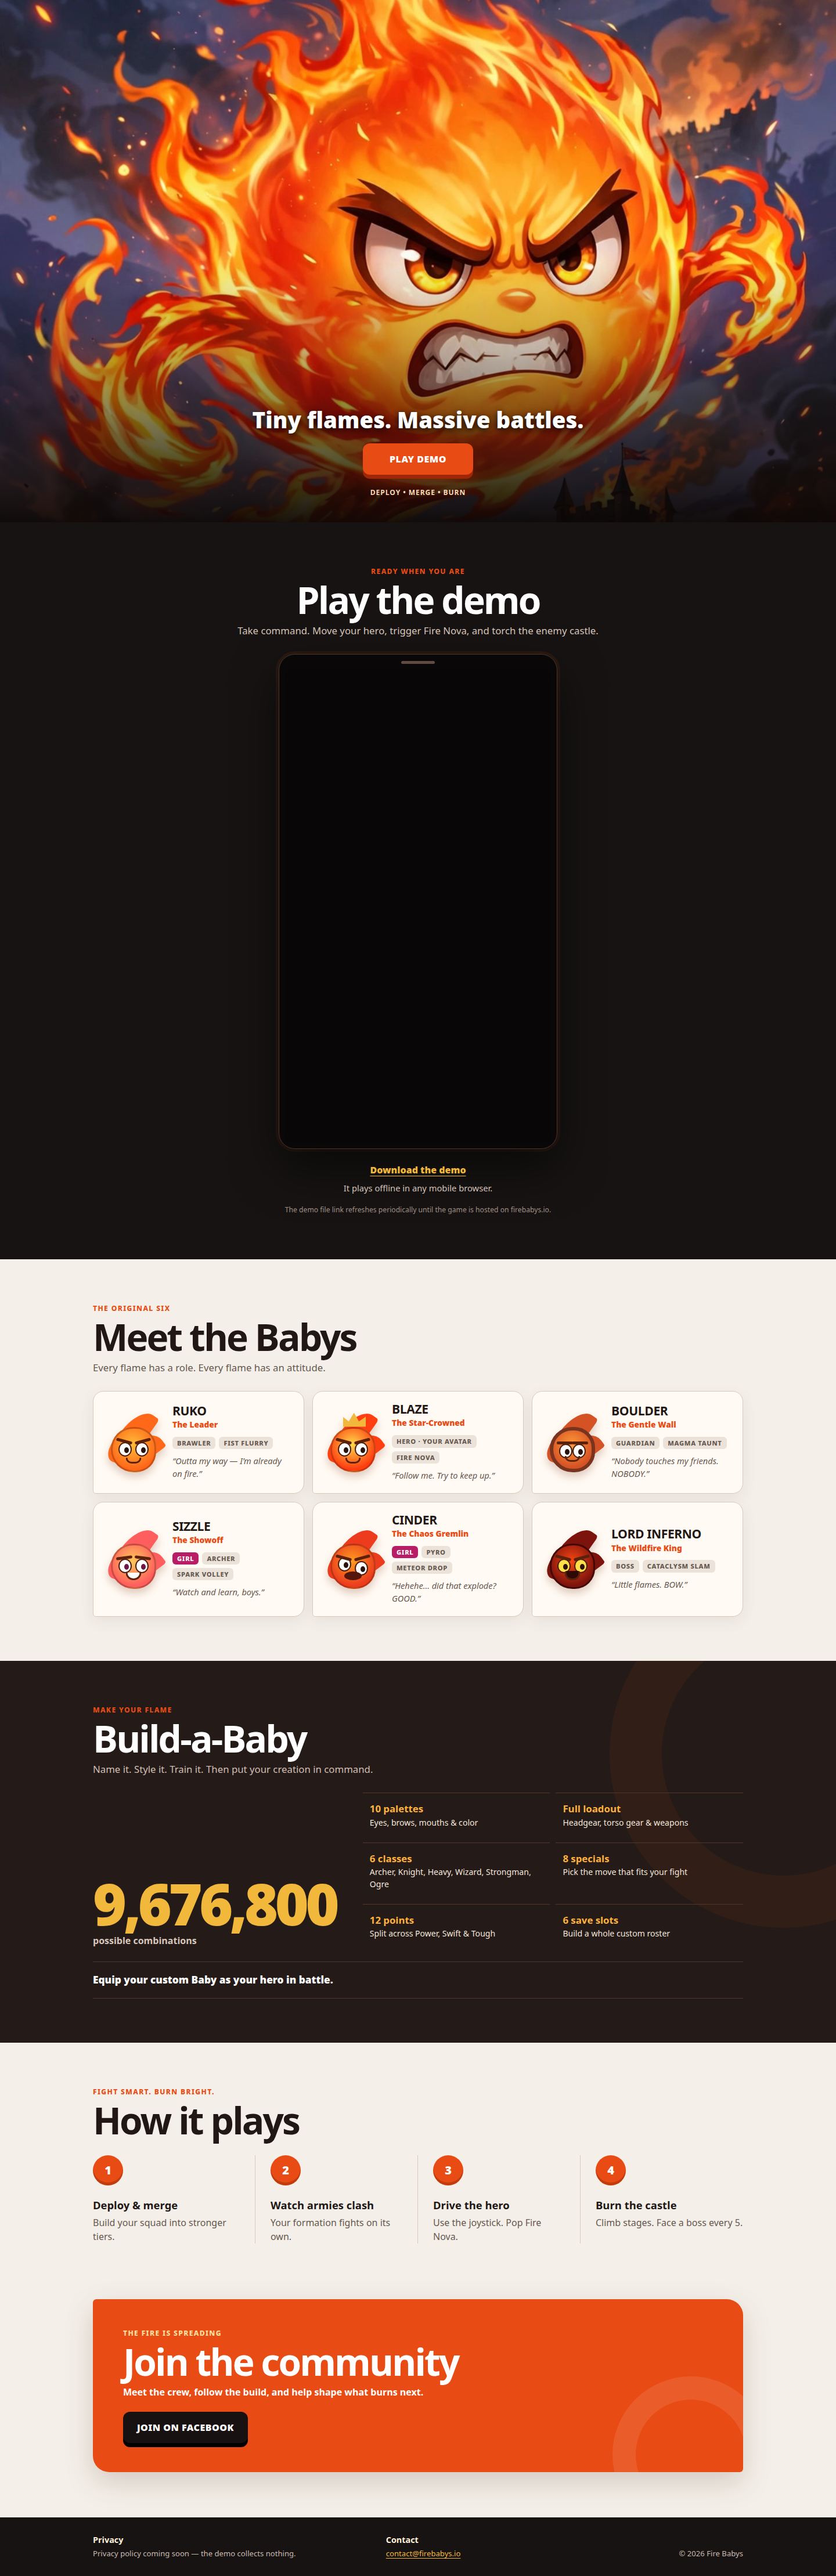 Tiny flames. Massive battles.
PLAY DEMO
DEPLOY • MERGE • BURN
READY WHEN YOU ARE
Play the demo
Take command. Move your hero, trigger Fire Nova, and torch the enemy castle.
Download the demo
It plays offline in any mobile browser.
The demo file link refreshes periodically until the game is hosted on firebabys.io.
THE ORIGINAL SIX
Meet the Babys
Every flame has a role. Every flame has an attitude.
RUKO
The Leader
BRAWLER FIST FLURRY
“Outta my way — I’m already
on fire.”
BLAZE
The Star-Crowned
HERO · YOUR AVATAR
FIRE NOVA
“Follow me. Try to keep up.”
BOULDER
The Gentle Wall
GUARDIAN MAGMA TAUNT
“Nobody touches my friends.
NOBODY.”
SIZZLE
The Showoff
GIRL ARCHER
SPARK VOLLEY
“Watch and learn, boys.”
CINDER
The Chaos Gremlin
GIRL PYRO
METEOR DROP
“Hehehe… did that explode?
GOOD.”
LORD INFERNO
The Wildfire King
BOSS CATACLYSM SLAM
“Little flames. BOW.”
MAKE YOUR FLAME
Build-a-Baby
Name it. Style it. Train it. Then put your creation in command.
9,676,800
possible combinations
10 palettes
Eyes, brows, mouths & color
Full loadout
Headgear, torso gear & weapons
6 classes
Archer, Knight, Heavy, Wizard, Strongman,
Ogre
8 specials
Pick the move that fits your flight
12 points
Split across Power, Swift & Tough
6 save slots
Build a whole custom roster
Equip your custom Baby as your hero in battle.
FIGHT SMART. BURN BRIGHT.
How it plays
1
Deploy & merge
Build your squad into stronger
tiers.
2
Watch armies clash
Your formation fights on its
own.
3
Drive the hero
Use the joystick. Pop Fire
Nova.
4
Burn the castle
Climb stages. Face a boss every 5.
THE FIRE IS SPREADING
Join the community
Meet the crew, follow the build, and help shape what burns next.
JOIN ON FACEBOOK
Privacy
Privacy policy coming soon — the demo collects nothing.
Contact
contact@firebabys.io
© 2026 Fire Babys